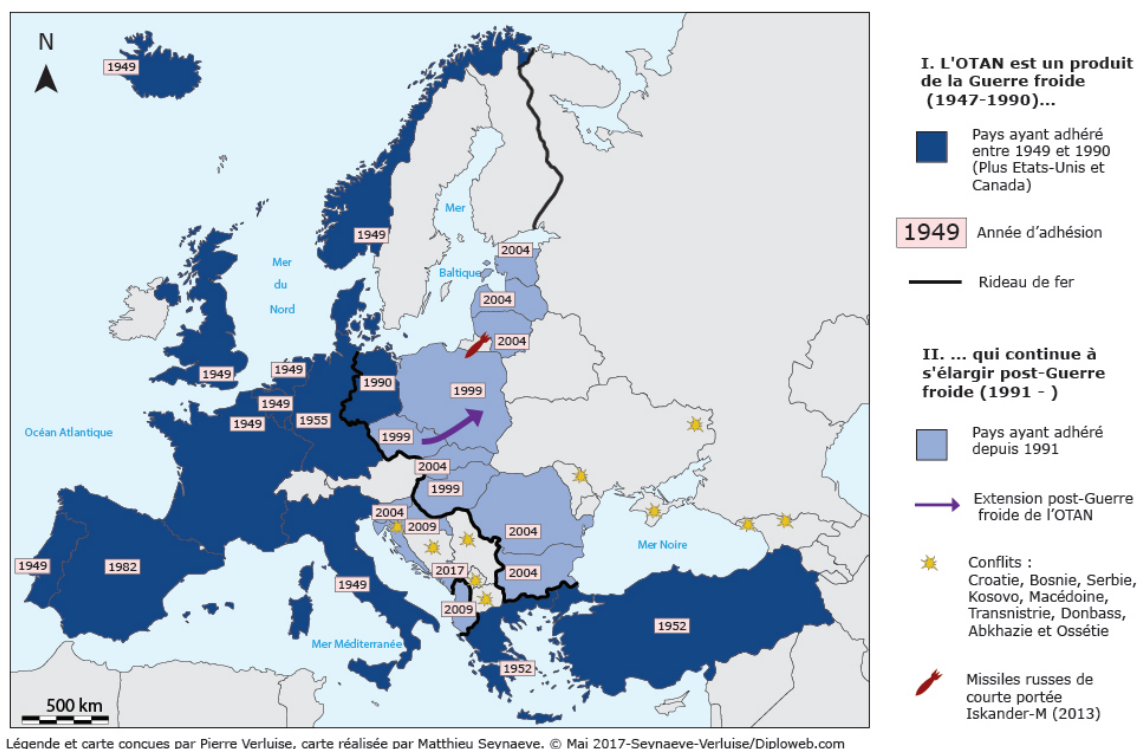 N
1949
Mer
1949
2004
Mer
du
Nord
Baltique
2004
2004
1949
1949
1990
1999
1949
1949
1955
Océan Atlantique
1999
2004
1999
2004
2009
2004
Mer Noire
2017
2004
1949
1982
1949
2009
1952
Mer Méditerranée
1952
500 km
I. L'OTAN est un produit
de la Guerre froide
(1947-1990)...
Pays ayant adhéré
entre 1949 et 1990
(Plus Etats-Unis et
Canada)
1949
Année d’adhésion
Rideau de fer
II. ... qui continue à
s'élargir post-Guerre
froide (1991 - )
Pays ayant adhéré
depuis 1991
Extension post-Guerre
froide de l’OTAN
Conflits :
Croatie, Bosnie, Serbie,
Kosovo, Macédoine,
Transnistrie, Donbass,
Abkhazie et Ossétie
Missiles russes de
courte portée
Iskander-M (2013)
Légende et carte concues par Pierre Verluise, carte réalisée par Matthieu Seynaeve. © Mai 2017-Seynaeve-Verluise/Diploweb.com